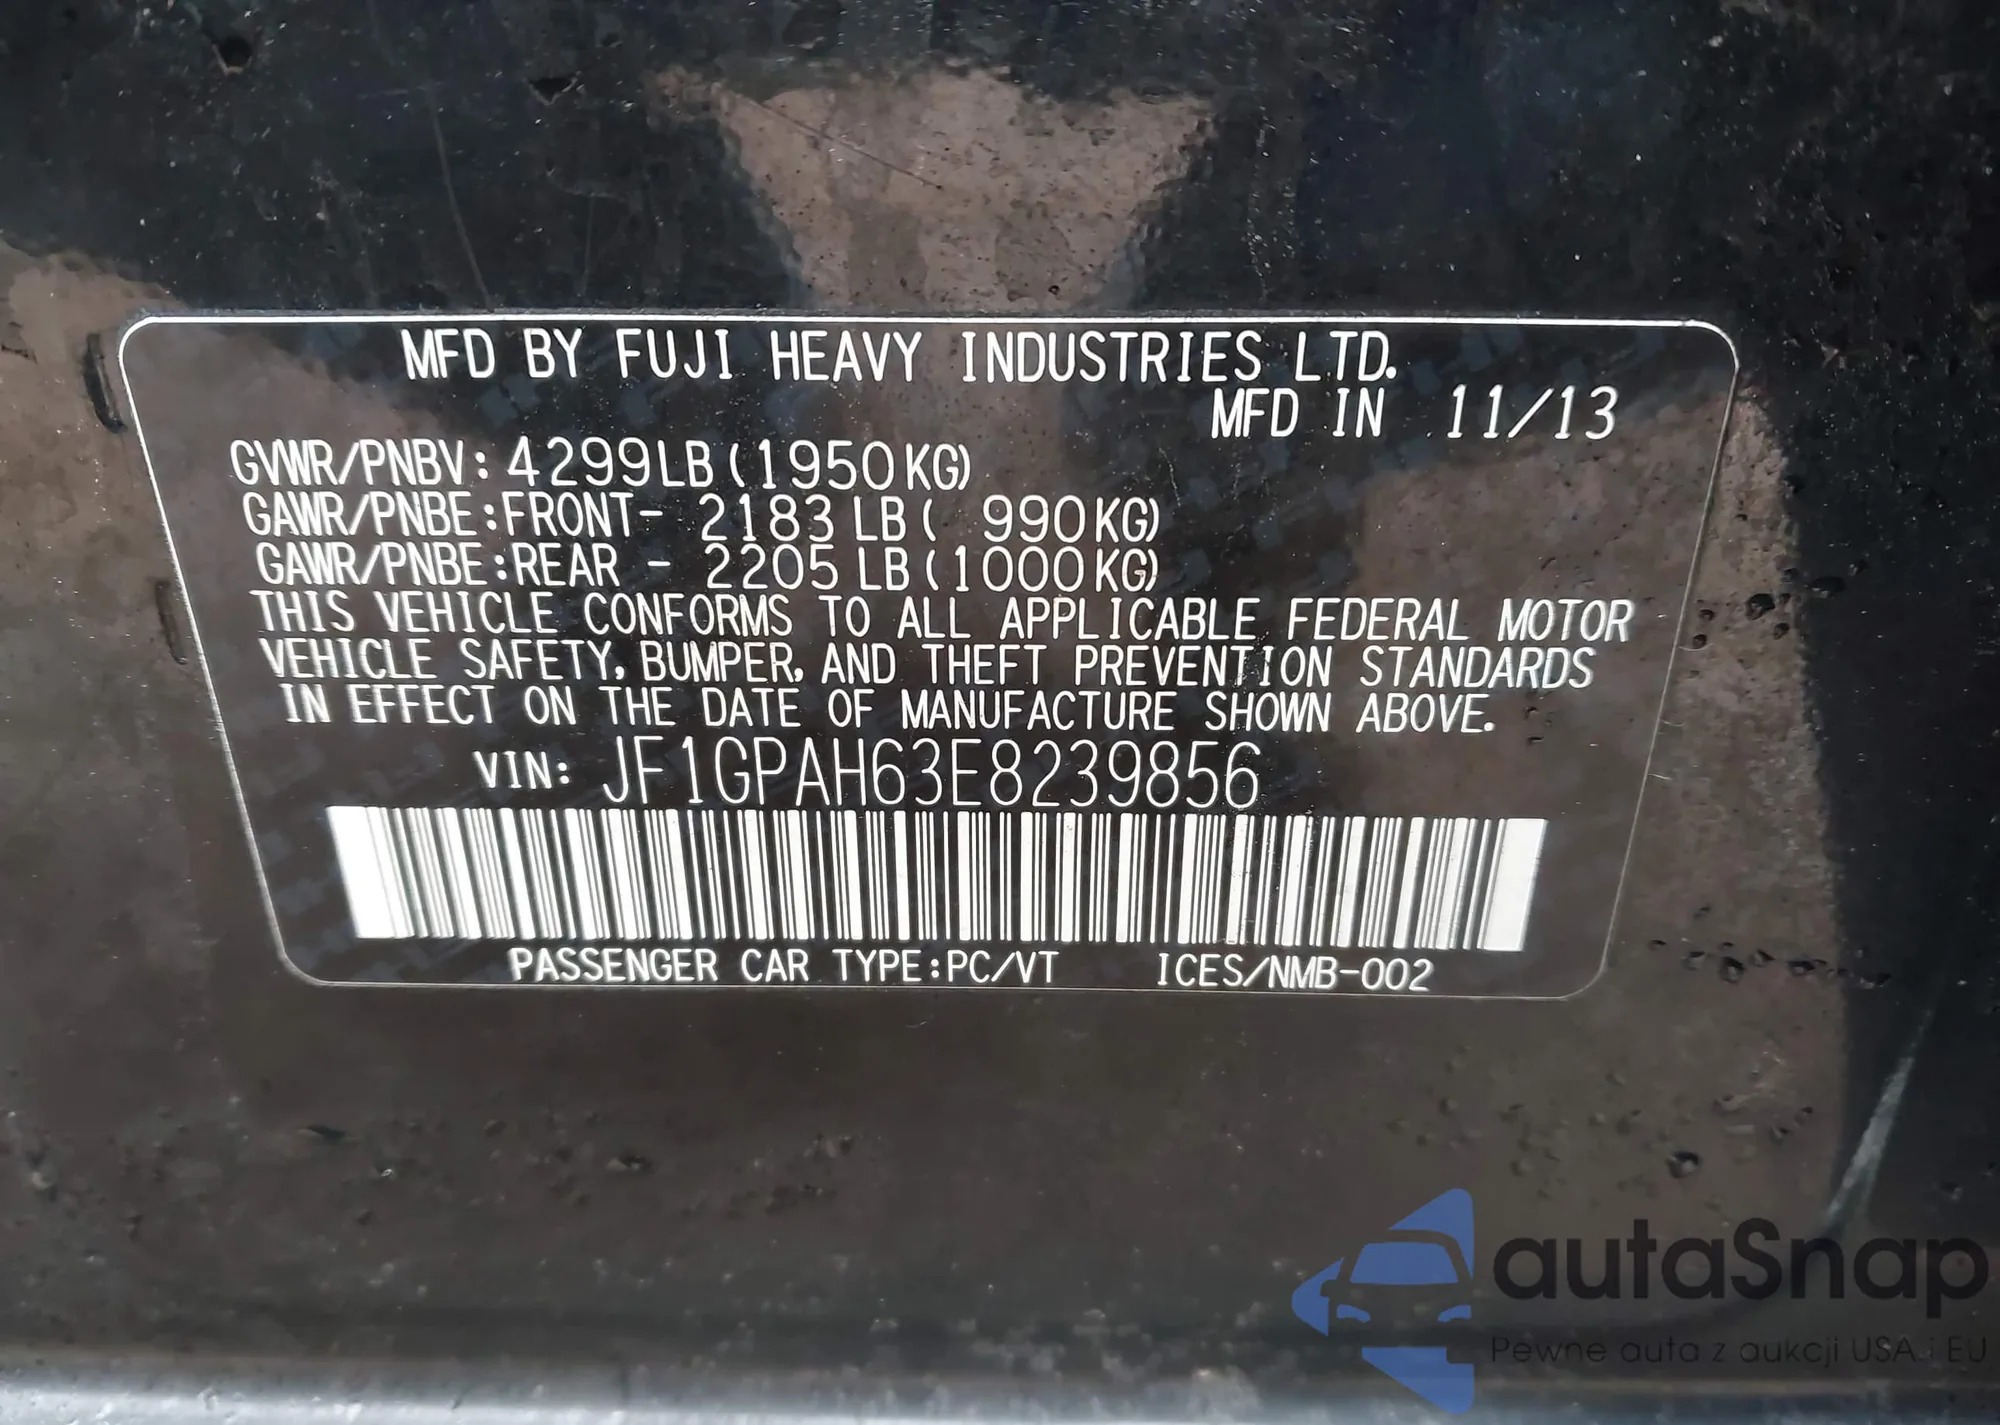 MFD BY FUJI HEAVY INDUSTRIES LTD.
MFD IN 11/13
GVWR/PNBV: 4299LB (1950KG)
GAWR/PNBE:FRONT- 2183 LB ( 990KG)
GAWR/PNBE:REAR - 2205 LB (1000KG)
THIS VEHICLE CONFORMS TO ALL APPLICABLE FEDERAL MOTOR
VEHICLE SAFETY, BUMPER, AND THEFT PREVENTION STANDARDS
IN EFFECT ON THE DATE OF MANUFACTURE SHOWN ABOVE.
VIN: JF1GPAH63E8239856
PASSENGER CAR TYPE:PC/VT ICES/NMB-002
autaSnap
Pewne auta z aukcji USA i EU